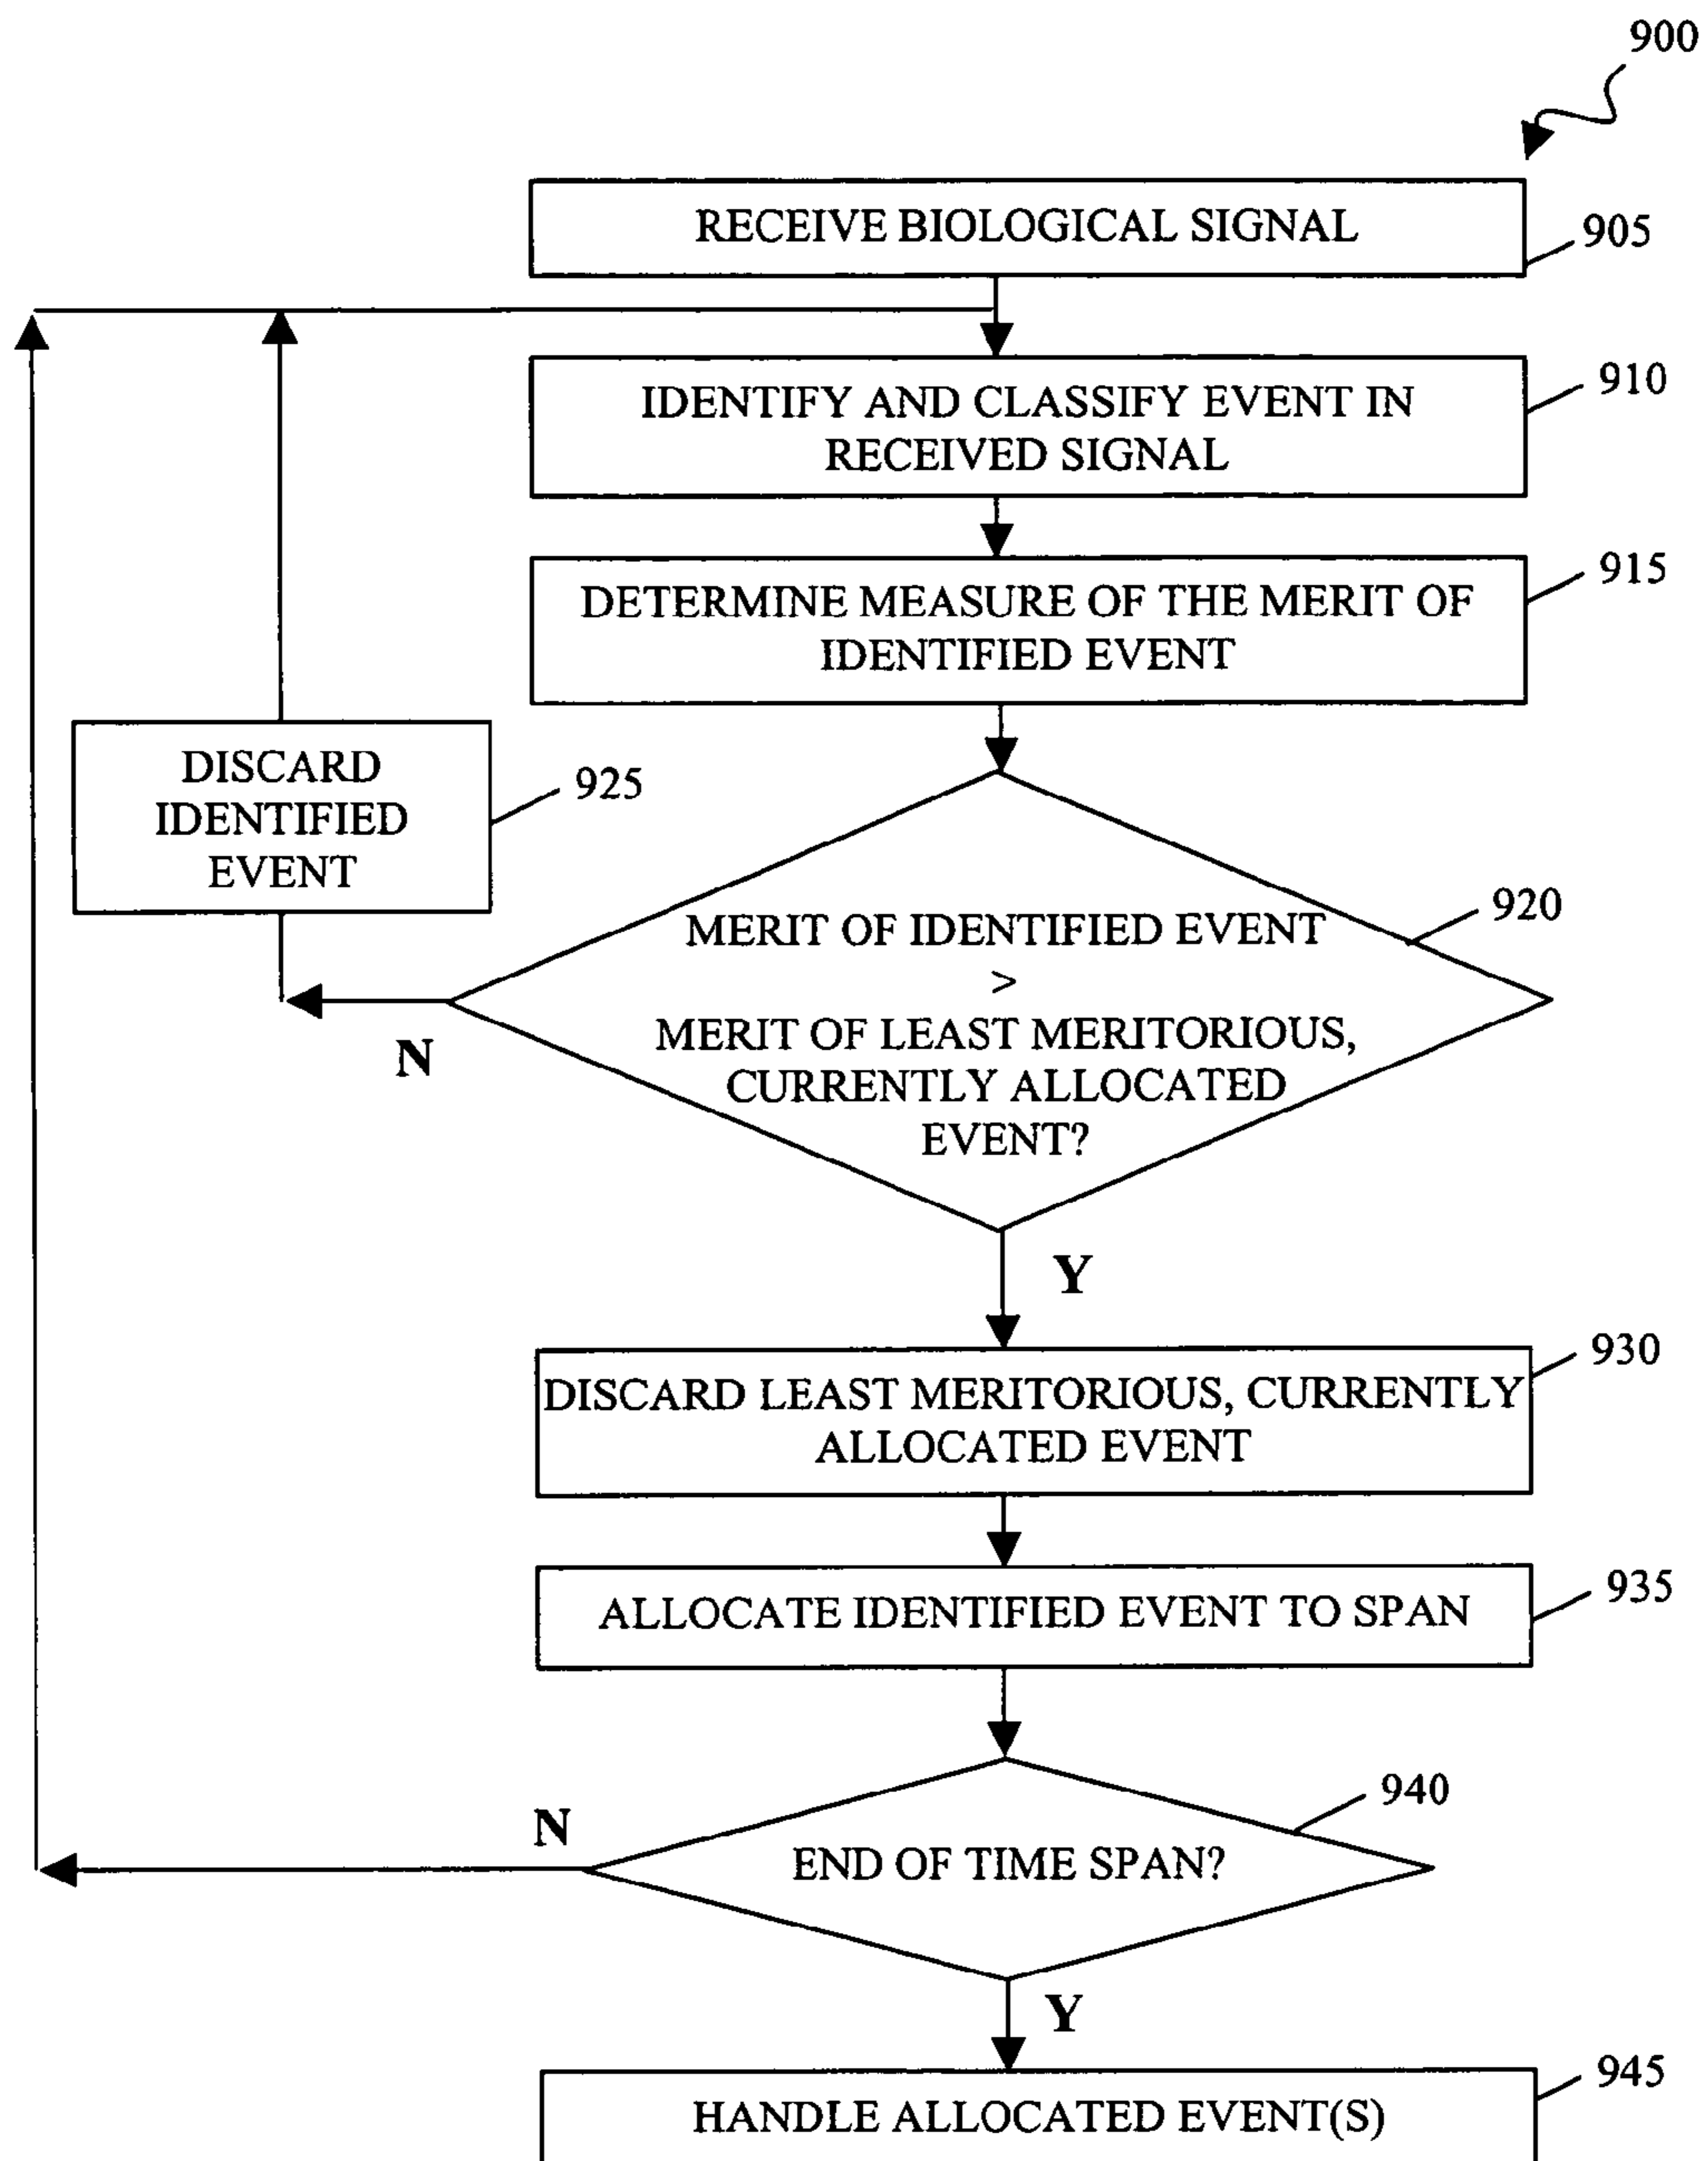 900
RECEIVE BIOLOGICAL SIGNAL
905
IDENTIFY AND CLASSIFY EVENT IN
RECEIVED SIGNAL
910
DETERMINE MEASURE OF THE MERIT OF
IDENTIFIED EVENT
915
DISCARD
IDENTIFIED
EVENT
925
MERIT OF IDENTIFIED EVENT
>
MERIT OF LEAST MERITORIOUS,
CURRENTLY ALLOCATED
EVENT?
920
N
Y
DISCARD LEAST MERITORIOUS, CURRENTLY
ALLOCATED EVENT
930
ALLOCATE IDENTIFIED EVENT TO SPAN
935
END OF TIME SPAN?
940
N
Y
HANDLE ALLOCATED EVENT(S)
945